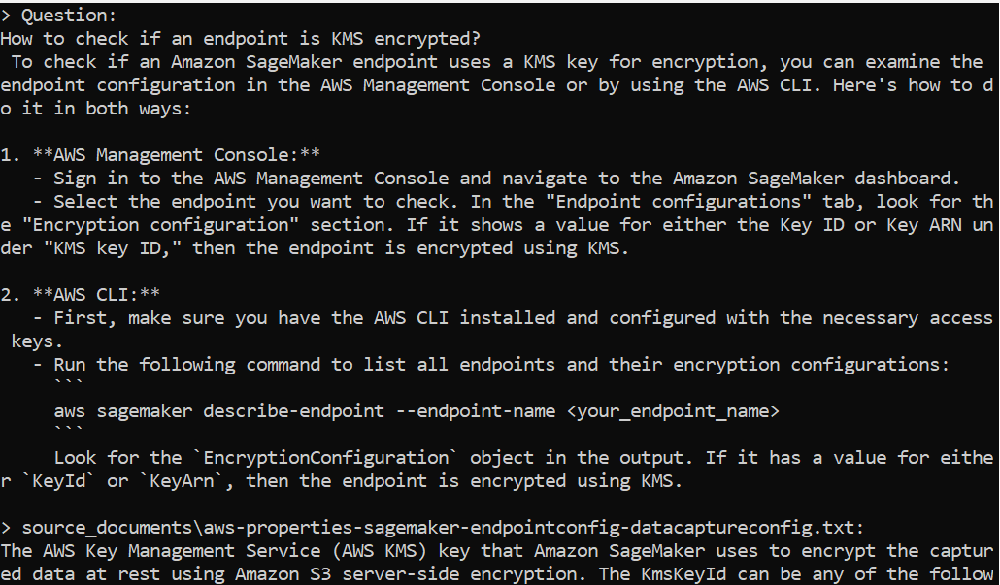 > Question:
How to check if an endpoint is KMS encrypted?
 To check if an Amazon SageMaker endpoint uses a KMS key for encryption, you can examine the
endpoint configuration in the AWS Management Console or by using the AWS CLI. Here's how to d
o it in both ways:

1. **AWS Management Console:**
   - Sign in to the AWS Management Console and navigate to the Amazon SageMaker dashboard.
   - Select the endpoint you want to check. In the "Endpoint configurations" tab, look for th
e "Encryption configuration" section. If it shows a value for either the Key ID or Key ARN un
der "KMS key ID," then the endpoint is encrypted using KMS.

2. **AWS CLI:**
   - First, make sure you have the AWS CLI installed and configured with the necessary access
 keys.
   - Run the following command to list all endpoints and their encryption configurations:
     ```
     aws sagemaker describe-endpoint --endpoint-name <your_endpoint_name>
     ```
     Look for the `EncryptionConfiguration` object in the output. If it has a value for eithe
r `KeyId` or `KeyArn`, then the endpoint is encrypted using KMS.

> source_documents\aws-properties-sagemaker-endpointconfig-datacaptureconfig.txt:
The AWS Key Management Service (AWS KMS) key that Amazon SageMaker uses to encrypt the captur
ed data at rest using Amazon S3 server-side encryption. The KmsKeyId can be any of the follow